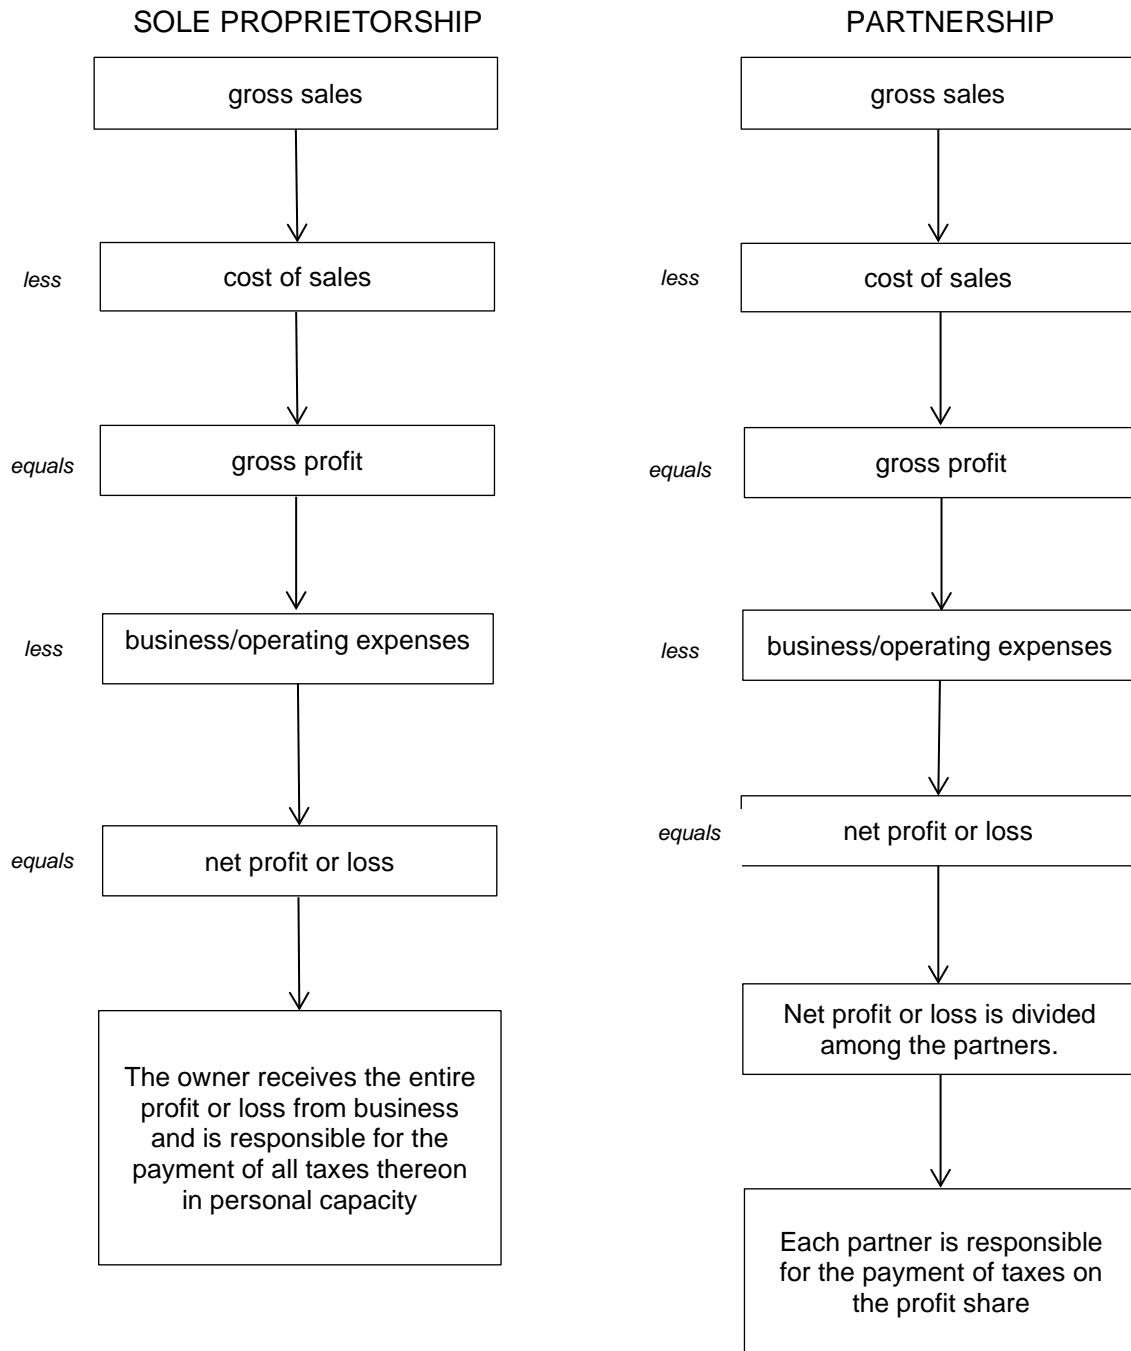 SOLE PROPRIETORSHIP
gross sales
less
cost of sales
equals
gross profit
less
business/operating expenses
equals
net profit or loss
The owner receives the entire
profit or loss from business
and is responsible for the
payment of all taxes thereon
in personal capacity
PARTNERSHIP
gross sales
less
cost of sales
equals
gross profit
less
business/operating expenses
equals
net profit or loss
Net profit or loss is divided
among the partners.
Each partner is responsible
for the payment of taxes on
the profit share